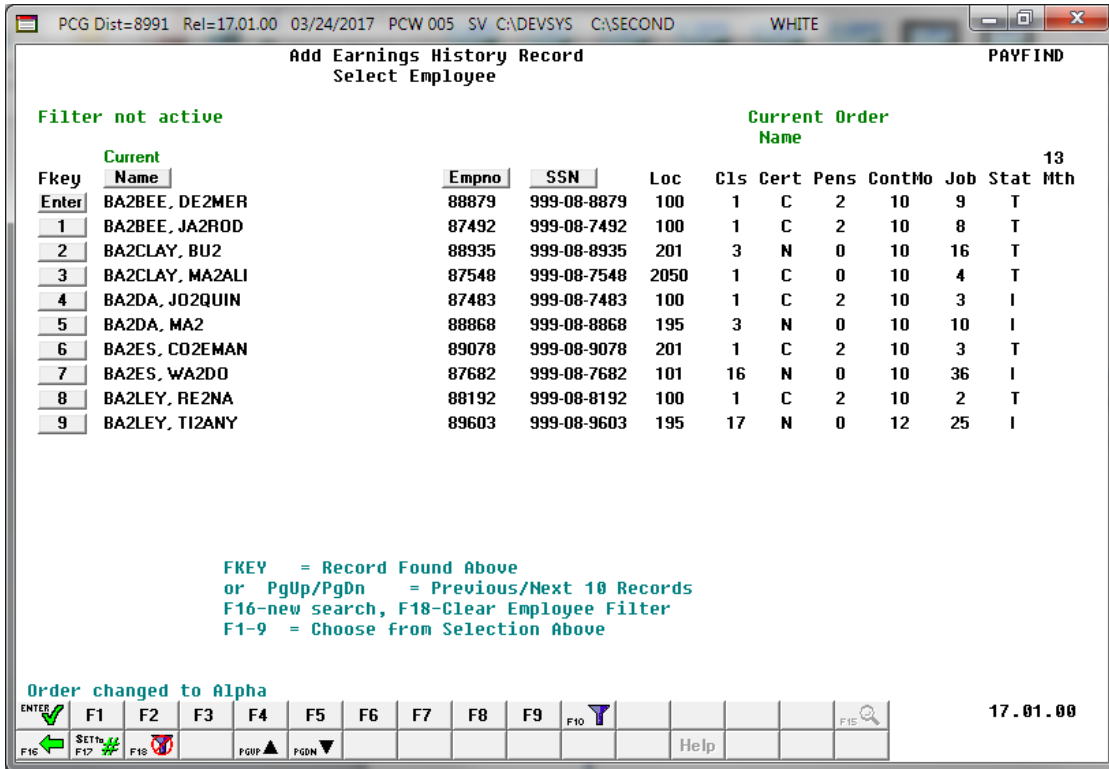 PCG Dist=8991 Rel=17.01.00 03/24/2017 PCW 005 SV C:\DEVSYS C:\SECOND WHITE
Add Earnings History Record PAYFIND
Select Employee
Filter not active Current Order
Name
Current 13
Fkey Name Empno SSN Loc Cls Cert Pens ContMo Job Stat Mth
Enter BA2BEE, DE2MER 88879 999-08-8879 100 1 C 2 10 9 T
1 BA2BEE, JA2ROD 87492 999-08-7492 100 1 C 2 10 8 T
2 BA2CLAY, BU2 88935 999-08-8935 201 3 N 0 10 16 T
3 BA2CLAY, MA2ALI 87548 999-08-7548 2050 1 C 0 10 4 T
4 BA2DA, JO2QUIN 87483 999-08-7483 100 1 C 2 10 3 I
5 BA2DA, MA2 88868 999-08-8868 195 3 N 0 10 10 I
6 BA2ES, CO2EMAN 89078 999-08-9078 201 1 C 2 10 3 T
7 BA2ES, WA2DO 87682 999-08-7682 101 16 N 0 10 36 I
8 BA2LEY, RE2NA 88192 999-08-8192 100 1 C 2 10 2 T
9 BA2LEY, TI2ANY 89603 999-08-9603 195 17 N 0 12 25 I
FKEY = Record Found Above
or PgUp/PgDn = Previous/Next 10 Records
F16-new search, F18-Clear Employee Filter
F1-9 = Choose from Selection Above
Order changed to Alpha
ENTER F1 F2 F3 F4 F5 F6 F7 F8 F9 F10 F15 17.01.00
F16 SETTo F17 # F18 PGUP PGDN Help